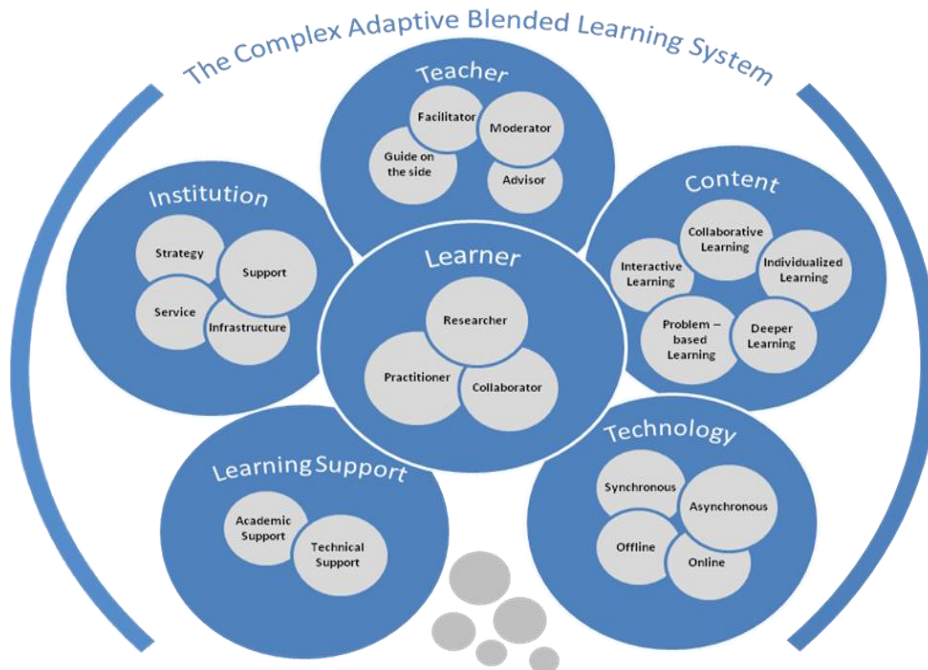 The Complex Adaptive Blended Learning System
Teacher
Facilitator
Moderator
Guide on
the side
Advisor
Institution
Strategy
Support
Service
Infrastructure
Content
Collaborative
Learning
Interactive
Learning
Individualized
Learning
Problem –
based Learning
Deeper
Learning
Learner
Researcher
Practitioner
Collaborator
Learning Support
Academic
Support
Technical
Support
Technology
Synchronous
Asynchronous
Offline
Online